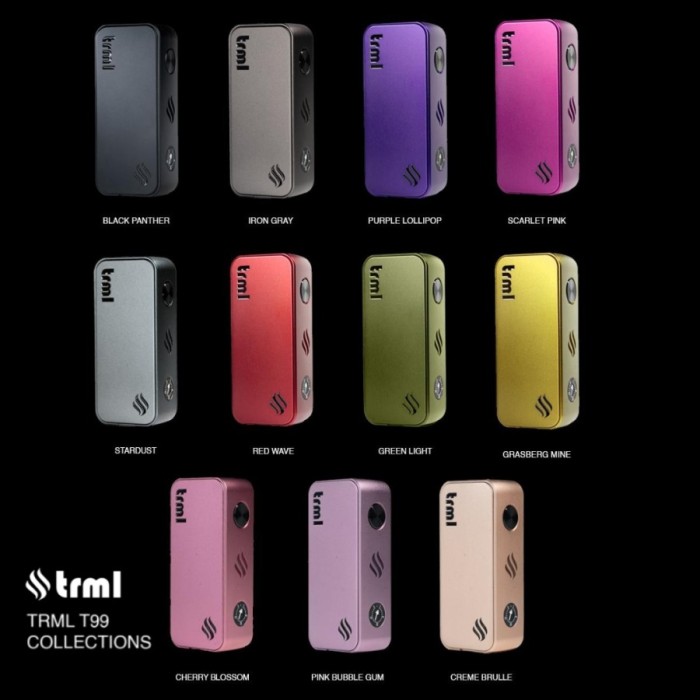 trml
trml
trml
trml
BLACK PANTHER
IRON GRAY
PURPLE LOLLIPOP
SCARLET PINK
trml
trml
trml
trml
STARDUST
RED WAVE
GREEN LIGHT
GRASBERG MINE
trml
trml
trml
trml
TRML T99
COLLECTIONS
CHERRY BLOSSOM
PINK BUBBLE GUM
CREME BRULLE